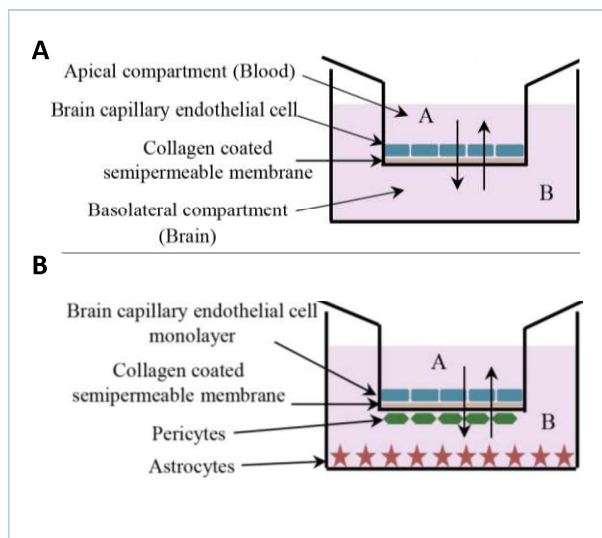 A
Apical compartment (Blood)
A
Brain capillary endothelial cell
Collagen coated
semipermeable membrane
Basolateral compartment
(Brain)
B
B
Brain capillary endothelial cell
monolayer
A
Collagen coated
semipermeable membrane
B
Pericytes
Astrocytes